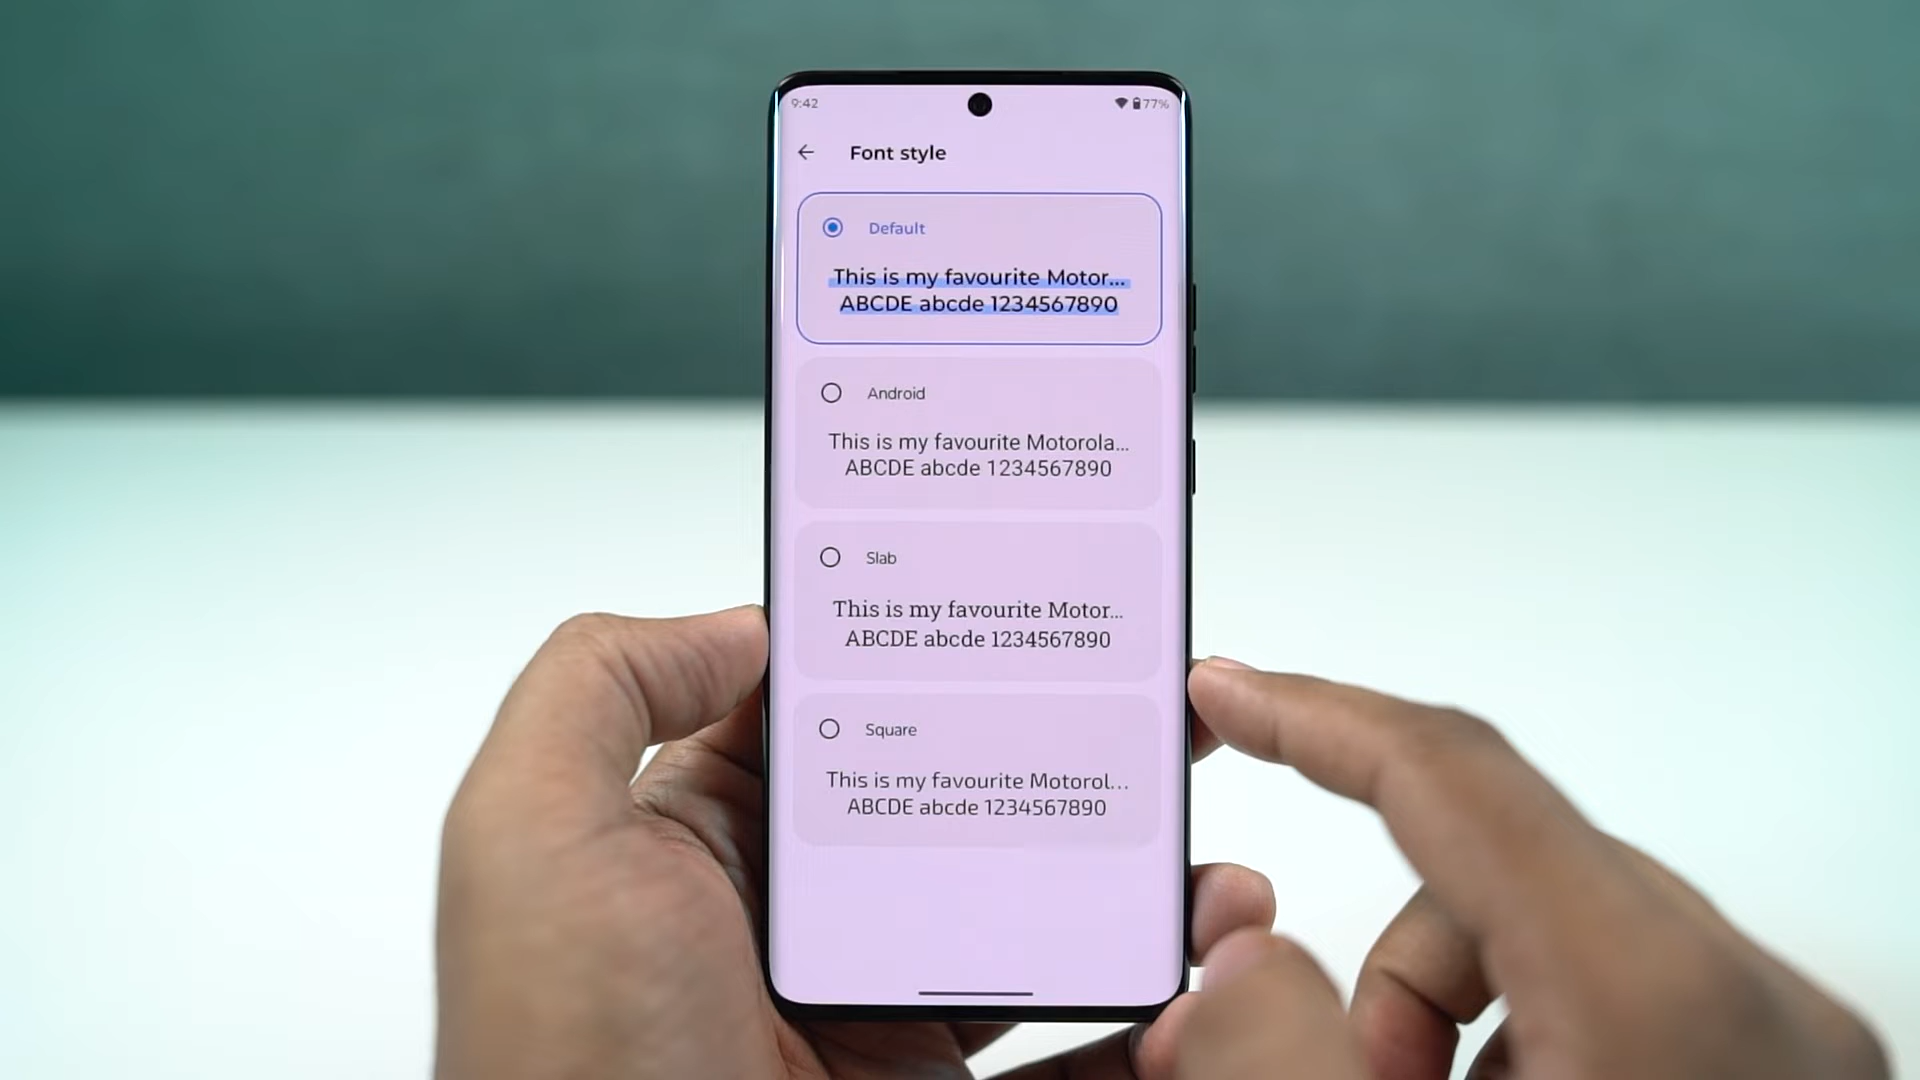 9:42
77%
Font style
Default
This is my favourite Motor...
ABCDE abcde 1234567890
Android
This is my favourite Motorola...
ABCDE abcde 1234567890
Slab
This is my favourite Motor...
ABCDE abcde 1234567890
Square
This is my favourite Motorol...
ABCDE abcde 1234567890